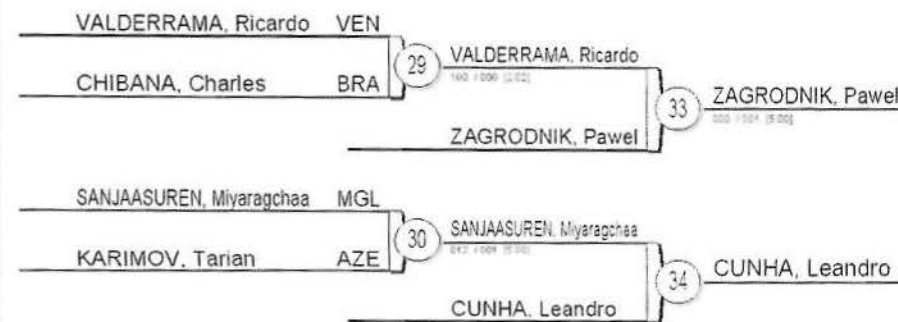 VALDERRAMA, Ricardo VEN
CHIBANA, Charles BRA
29
VALDERRAMA, Ricardo
ZAGRODNIK, Pawel
33
ZAGRODNIK, Pawel
SANJAASUREN, Miyaragchaa MGL
KARIMOV, Tarlan AZE
30
SANJAASUREN, Miyaragchaa
CUNHA, Leandro
34
CUNHA, Leandro